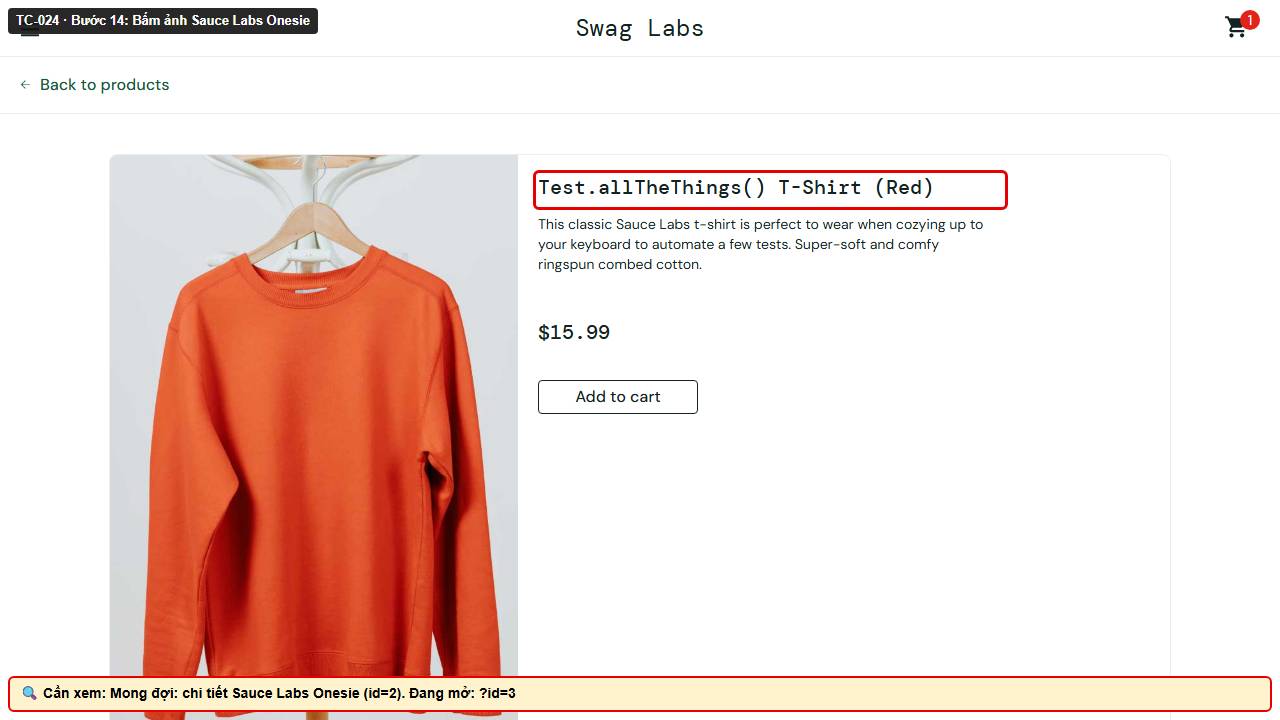 TC-024 · Bước 14: Bấm ảnh Sauce Labs Onesie
Swag Labs
1
← Back to products
Test.allTheThings() T-Shirt (Red)
This classic Sauce Labs t-shirt is perfect to wear when cozying up to
your keyboard to automate a few tests. Super-soft and comfy
ringspun combed cotton.
$15.99
Add to cart
🔍 Cần xem: Mong đợi: chi tiết Sauce Labs Onesie (id=2). Đang mở: ?id=3